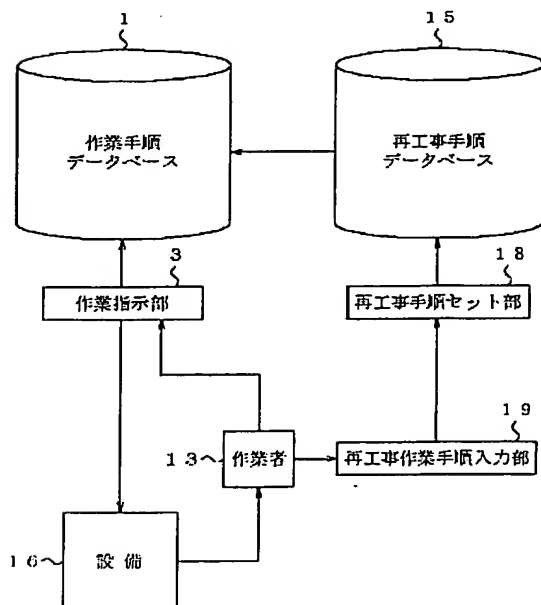 1
15
作業手順
データベース
再工事手順
データベース
3
18
作業指示部
再工事手順セット部
19
13
作業者
再工事作業手順入力部
16
設備